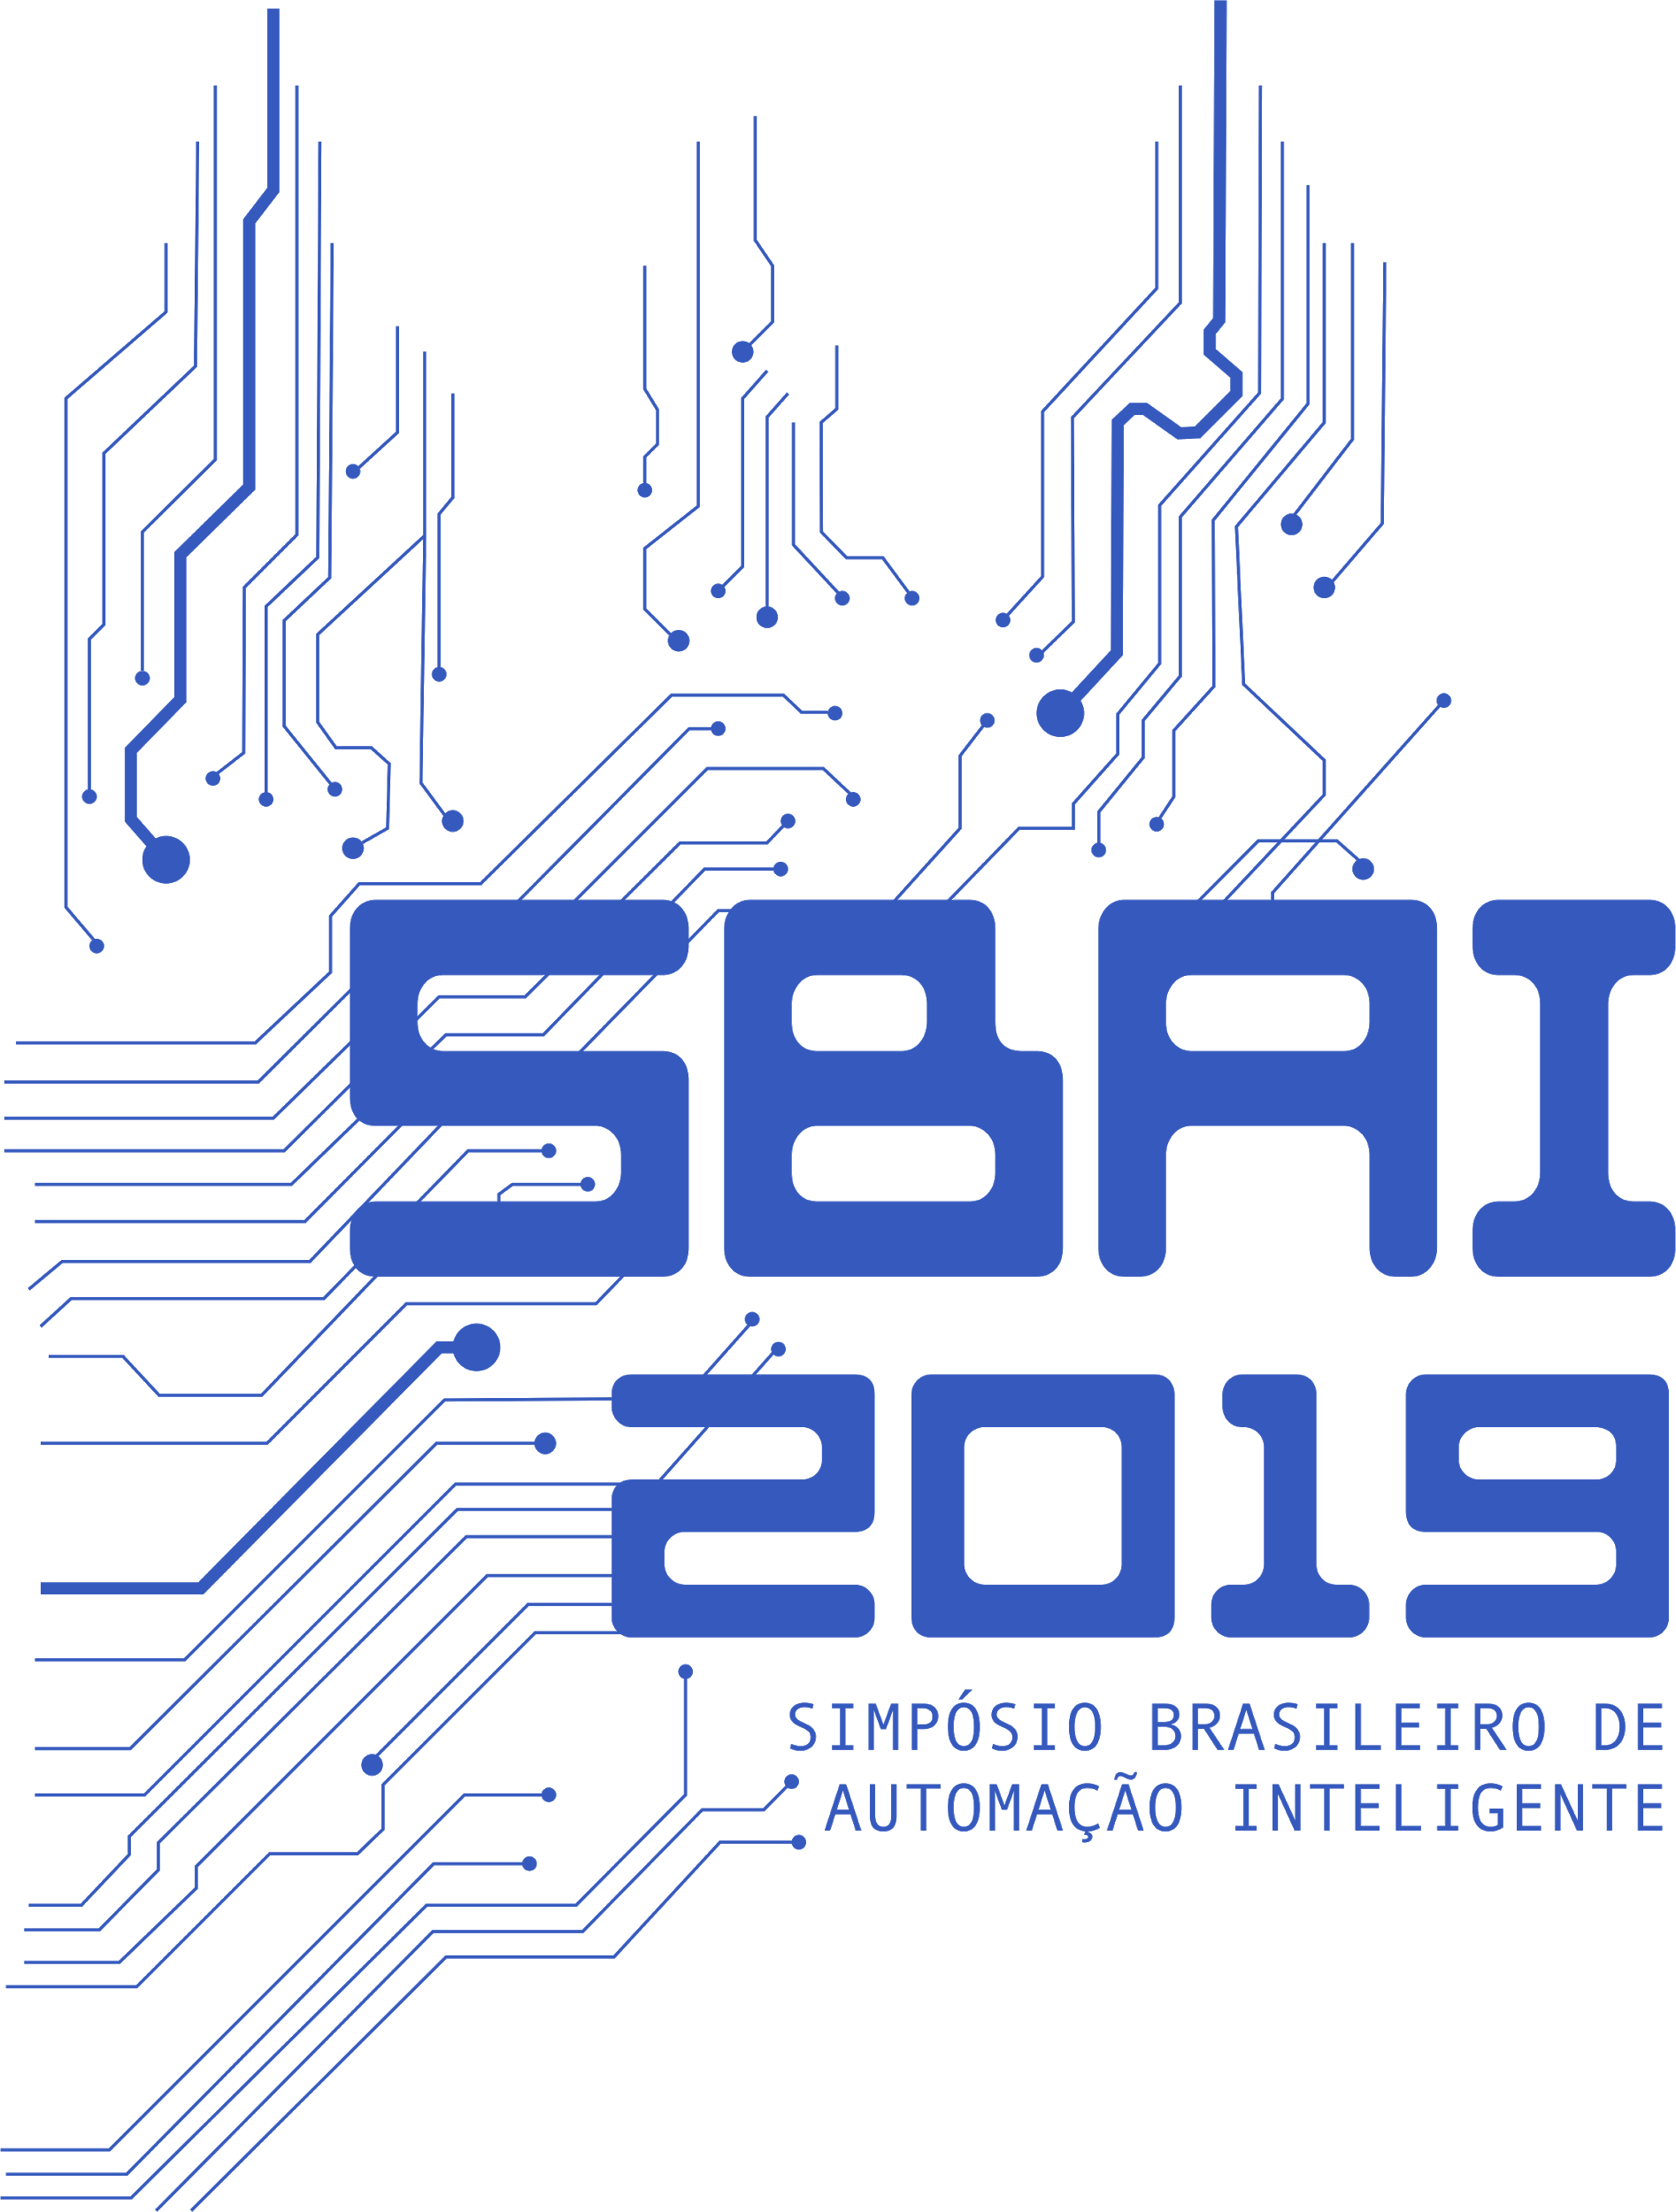 SBAI
2019
SIMPÓSIO BRASILEIRO DE
AUTOMAÇÃO INTELIGENTE